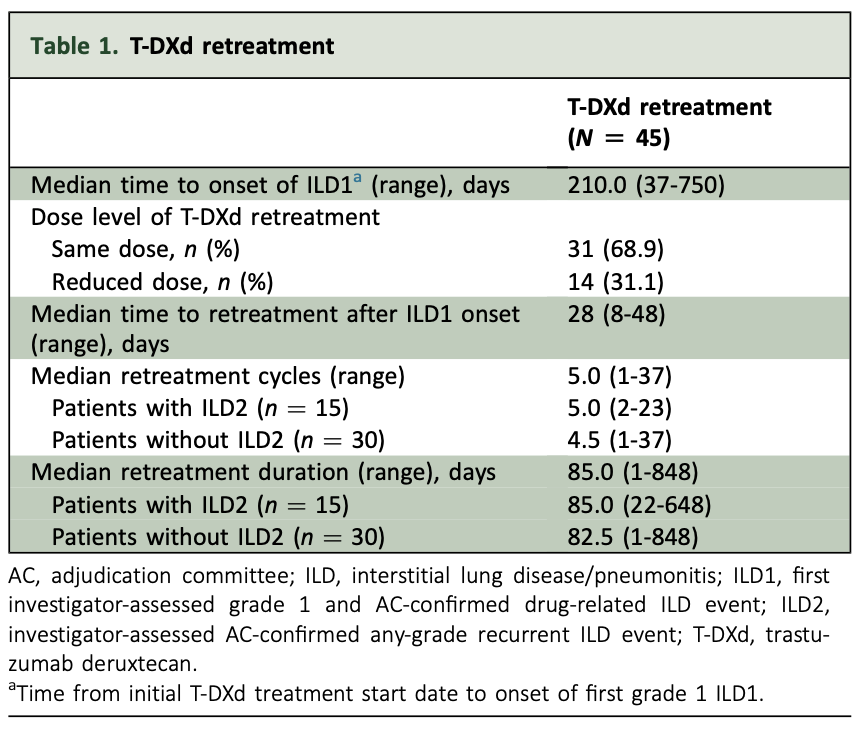 Table 1. T-DXd retreatment
T-DXd retreatment
(N = 45)
Median time to onset of ILD1a (range), days 210.0 (37-750)
Dose level of T-DXd retreatment
Same dose, n (%) 31 (68.9)
Reduced dose, n (%) 14 (31.1)
Median time to retreatment after ILD1 onset 28 (8-48)
(range), days
Median retreatment cycles (range) 5.0 (1-37)
Patients with ILD2 (n = 15) 5.0 (2-23)
Patients without ILD2 (n = 30) 4.5 (1-37)
Median retreatment duration (range), days 85.0 (1-848)
Patients with ILD2 (n = 15) 85.0 (22-648)
Patients without ILD2 (n = 30) 82.5 (1-848)
AC, adjudication committee; ILD, interstitial lung disease/pneumonitis; ILD1, first
investigator-assessed grade 1 and AC-confirmed drug-related ILD event; ILD2,
investigator-assessed AC-confirmed any-grade recurrent ILD event; T-DXd, trastu-
zumab deruxtecan.
aTime from initial T-DXd treatment start date to onset of first grade 1 ILD1.